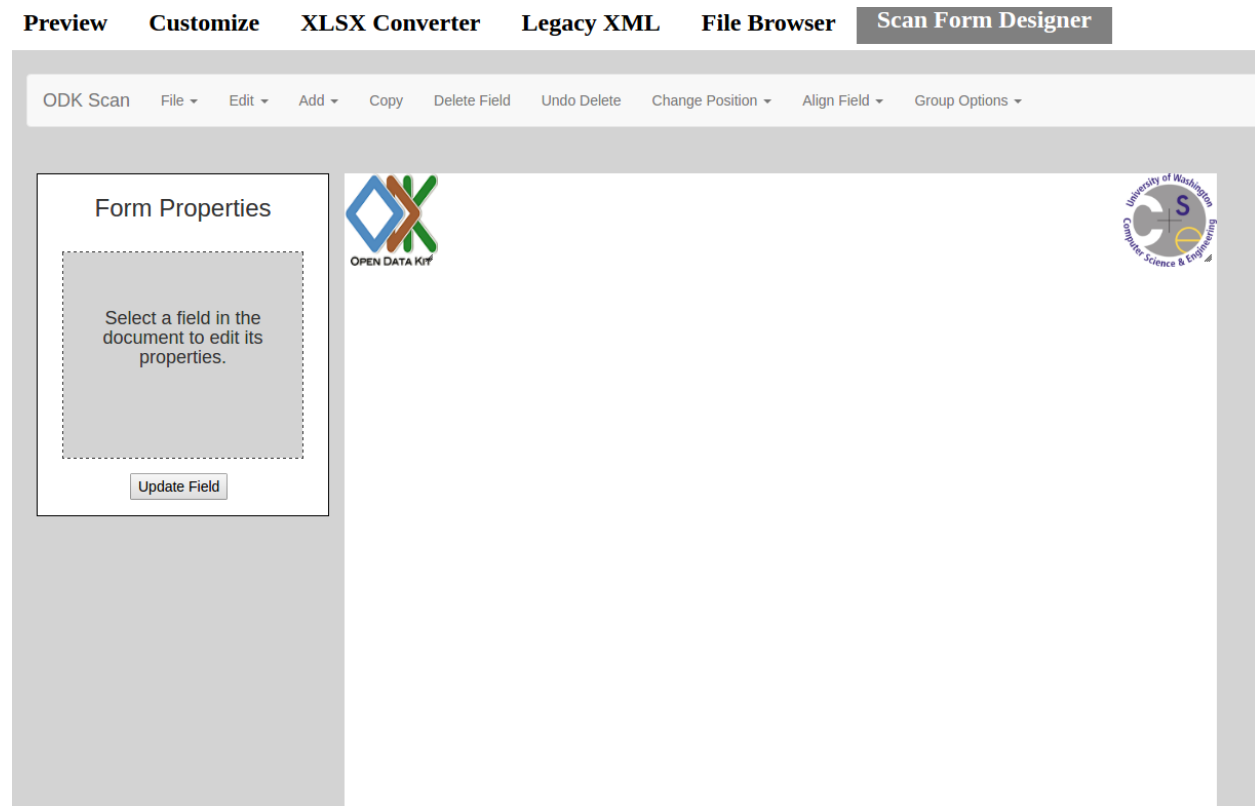 Preview Customize XLSX Converter Legacy XML File Browser Scan Form Designer
ODK Scan File Edit Add Copy Delete Field Undo Delete Change Position Align Field Group Options
Form Properties
Select a field in the
document to edit its
properties.
Update Field
OPEN DATA KIT
University of Washington
CSe
Computer Science & Engineering